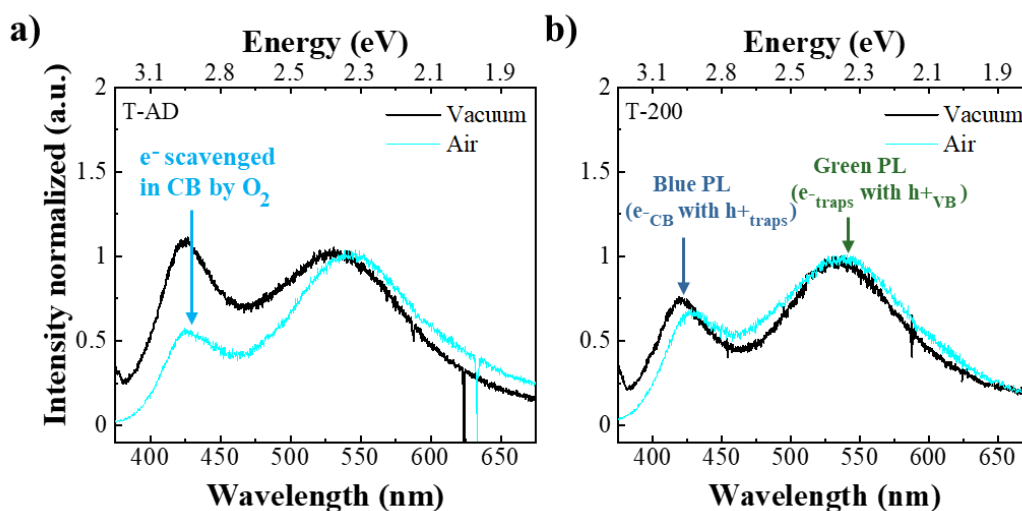 a)
Energy (eV)
3.1 2.8 2.5 2.3 2.1 1.9
Intensity normalized (a.u.)
2
1.5
1
0.5
0
T-AD
Vacuum
Air
e⁻ scavenged
in CB by O₂
400 450 500 550 600 650
Wavelength (nm)
b)
Energy (eV)
3.1 2.8 2.5 2.3 2.1 1.9
2
1.5
1
0.5
0
T-200
Vacuum
Air
Blue PL
(e-CB with h+traps)
Green PL
(e-traps with h+VB)
400 450 500 550 600 650
Wavelength (nm)